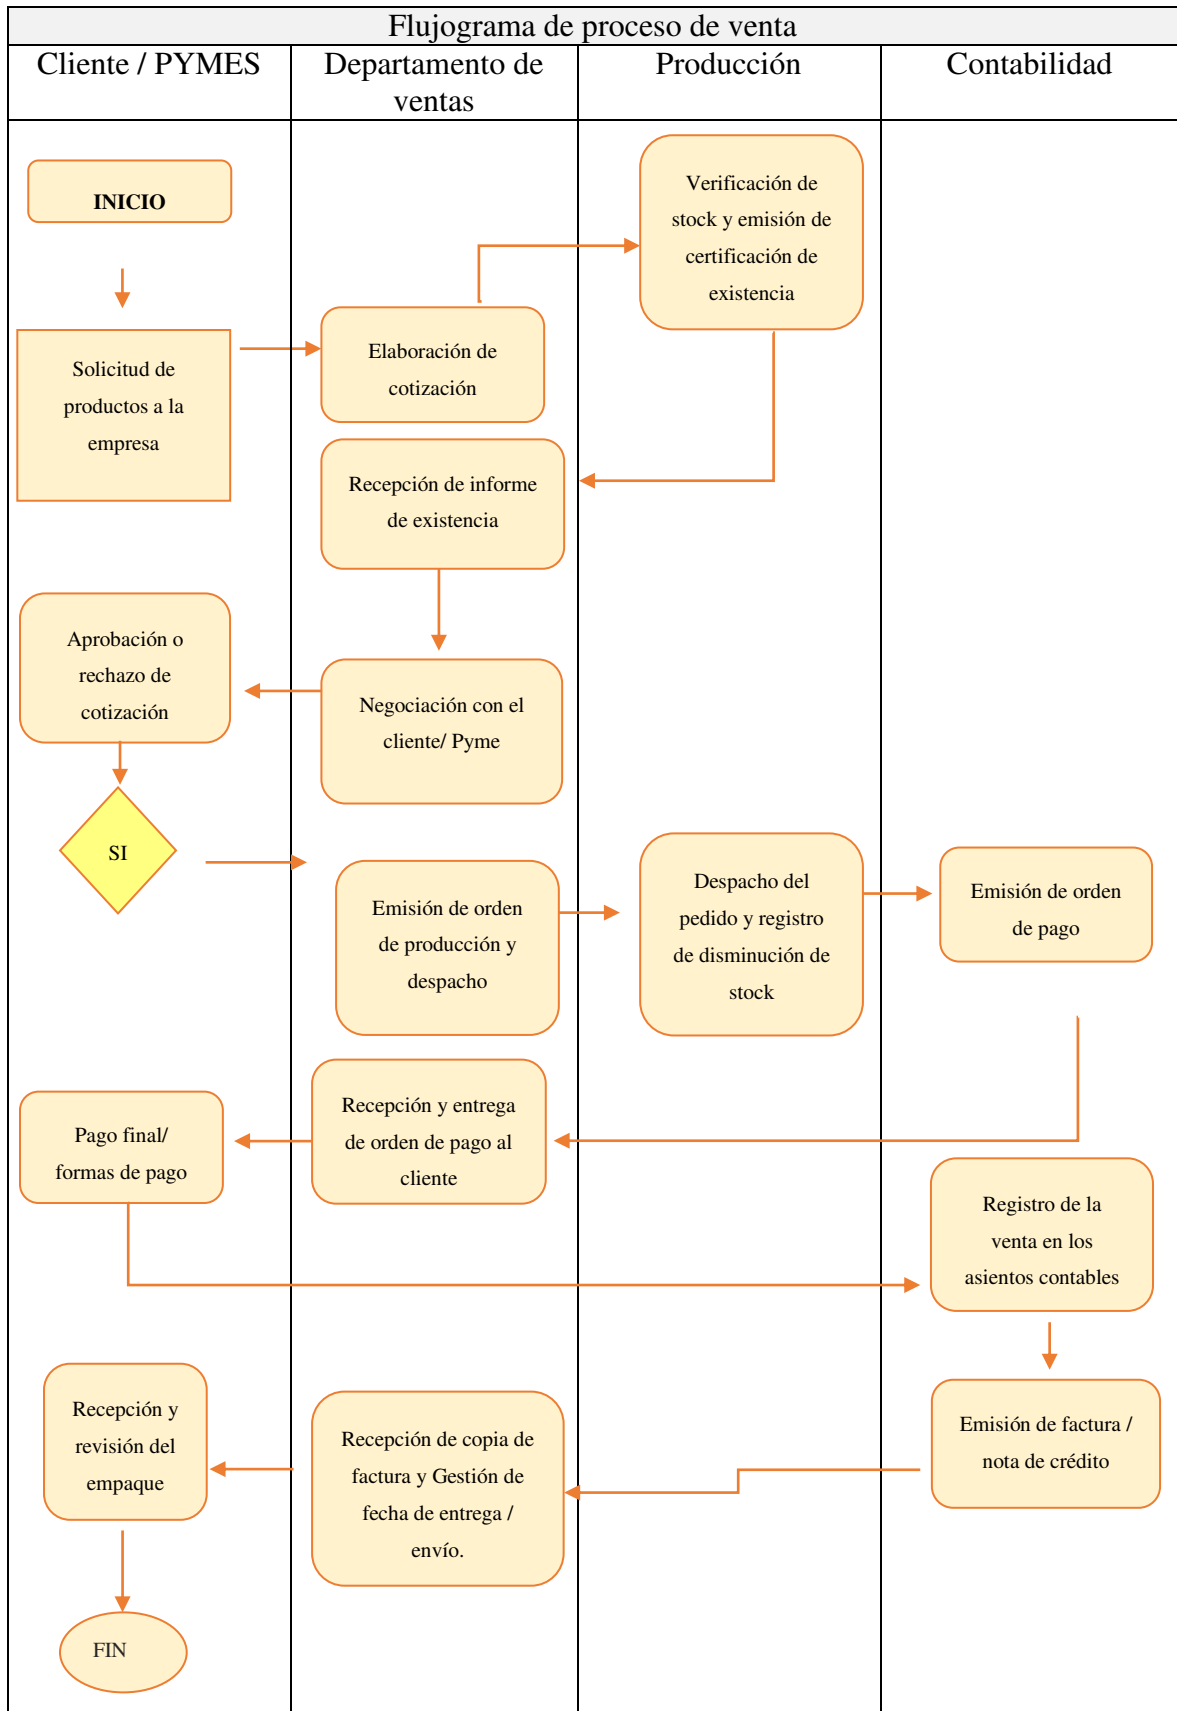 Flujograma de proceso de venta
Cliente / PYMES
Departamento de
ventas
Producción
Contabilidad
INICIO
Verificación de
stock y emisión de
certificación de
existencia
Solicitud de
productos a la
empresa
Elaboración de
cotización
Recepción de informe
de existencia
Aprobación o
rechazo de
cotización
Negociación con el
cliente/ Pyme
SI
Emisión de orden
de producción y
despacho
Despacho del
pedido y registro
de disminución de
stock
Emisión de orden
de pago
Pago final/
formas de pago
Recepción y entrega
de orden de pago al
cliente
Registro de la
venta en los
asientos contables
Recepción y
revisión del
empaque
Recepción de copia de
factura y Gestión de
fecha de entrega /
envío.
Emisión de factura /
nota de crédito
FIN